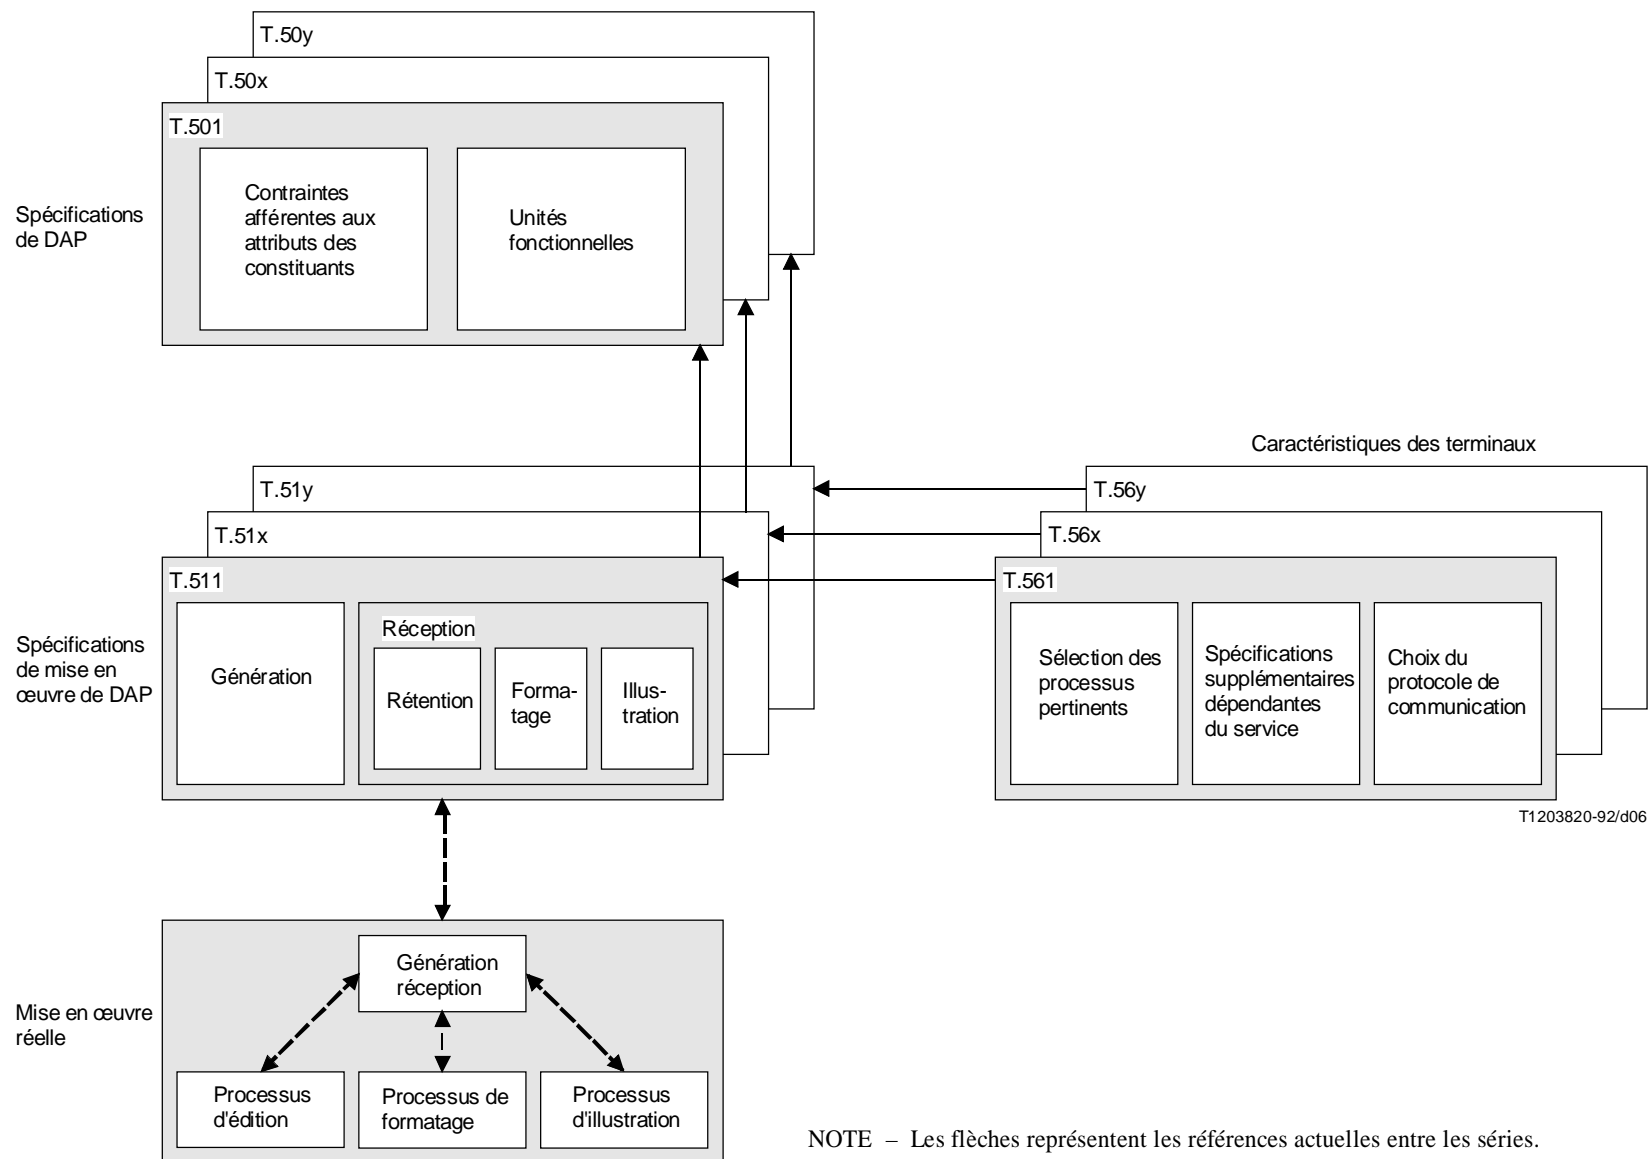 T.50y
T.50x
T.501
Contraintes
afférentes aux
attributs des
constituants
Unités
fonctionnelles
Spécifications
de DAP
Caractéristiques des terminaux
T.51y
T.51x
T.511
Génération
Réception
Rétention
Forma-
tage
Illus-
tration
Spécifications
de mise en
œuvre de DAP
T.56y
T.56x
T.561
Sélection des
processus
pertinents
Spécifications
supplémentaires
dépendantes
du service
Choix du
protocole de
communication
T1203820-92/d06
Mise en œuvre
réelle
Génération
réception
Processus
d'édition
Processus de
formatage
Processus
d'illustration
NOTE – Les flèches représentent les références actuelles entre les séries.